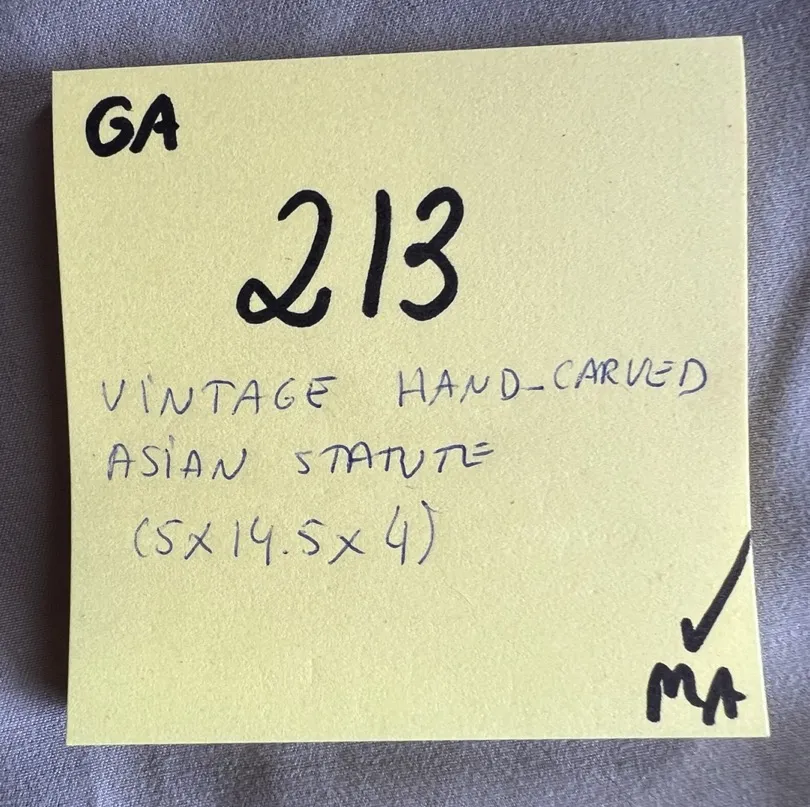 GA
213
VINTAGE HAND-CARVED
ASIAN STATUTE
(5x14.5x4)
✓
MA